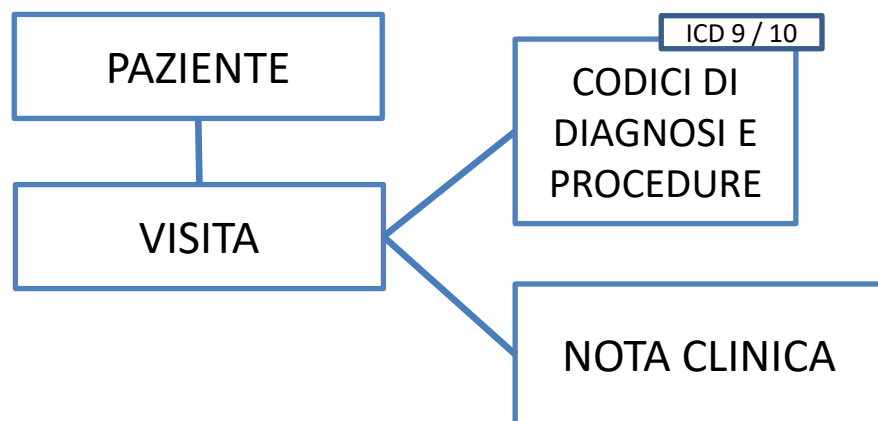 PAZIENTE
VISITA
ICD 9 / 10
CODICI DI
DIAGNOSI E
PROCEDURE
NOTA CLINICA